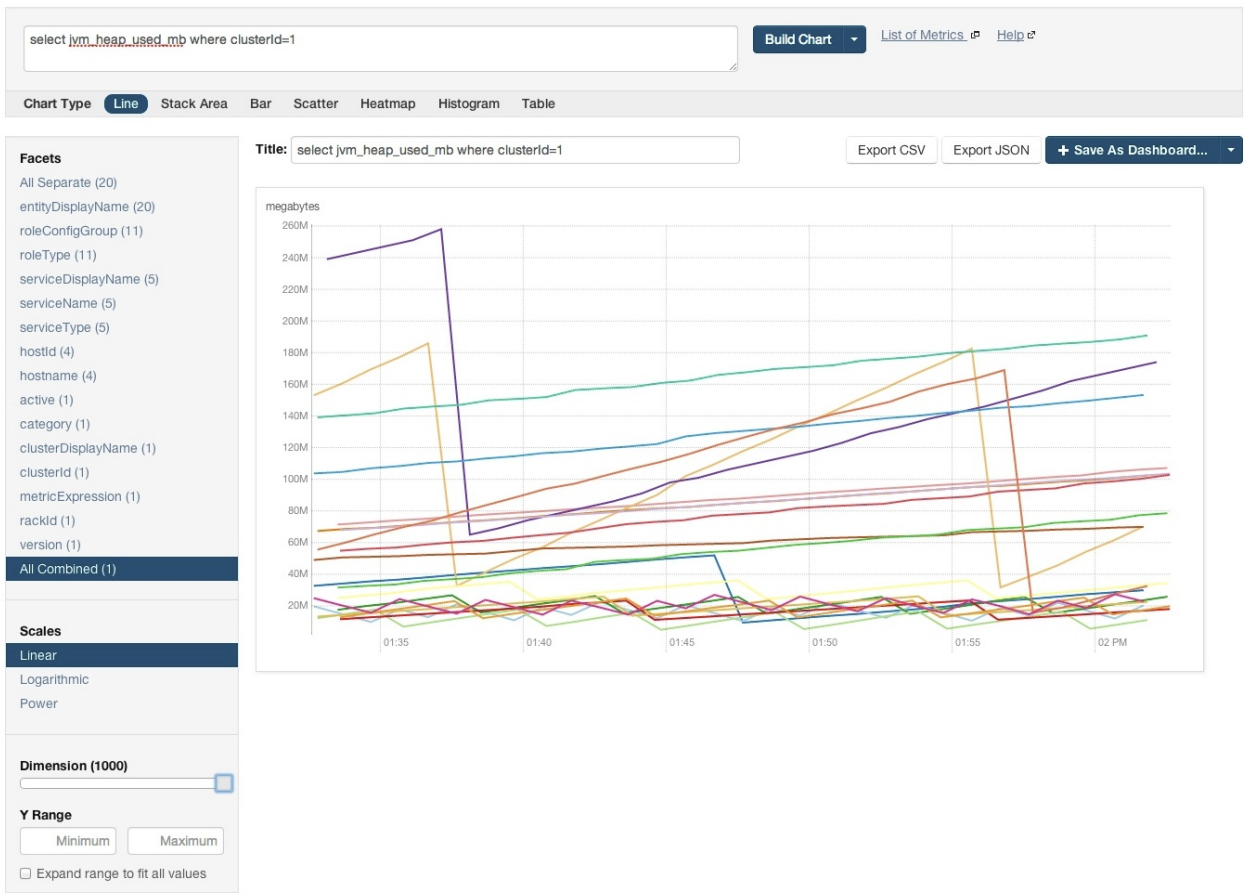 select jvm_heap_used_mb where clusterId=1
Build Chart
List of Metrics
Help
Chart Type Line Stack Area Bar Scatter Heatmap Histogram Table
Facets
All Separate (20)
entityDisplayName (20)
roleConfigGroup (11)
roleType (11)
serviceDisplayName (5)
serviceName (5)
serviceType (5)
hostId (4)
hostname (4)
active (1)
category (1)
clusterDisplayName (1)
clusterId (1)
metricExpression (1)
rackId (1)
version (1)
All Combined (1)
Scales
Linear
Logarithmic
Power
Dimension (1000)
Y Range
Minimum Maximum
Expand range to fit all values
Title: select jvm_heap_used_mb where clusterId=1
Export CSV Export JSON + Save As Dashboard...
megabytes
260M
240M
220M
200M
180M
160M
140M
120M
100M
80M
60M
40M
20M
01:35 01:40 01:45 01:50 01:55 02 PM